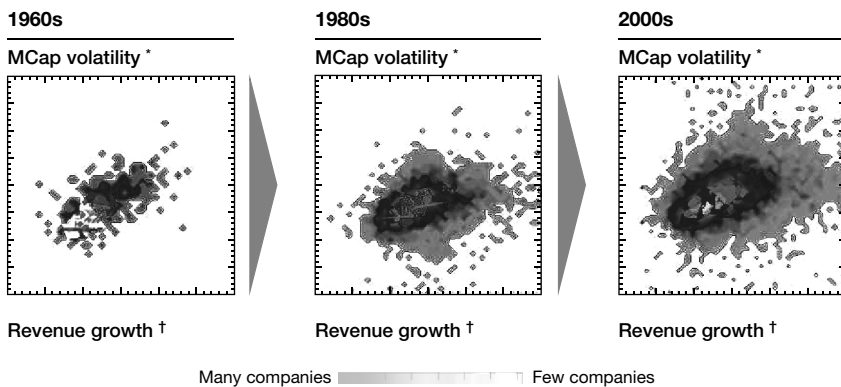 1960s
MCap volatility *
Revenue growth †
1980s
MCap volatility *
Revenue growth †
2000s
MCap volatility *
Revenue growth †
Many companies
Few companies